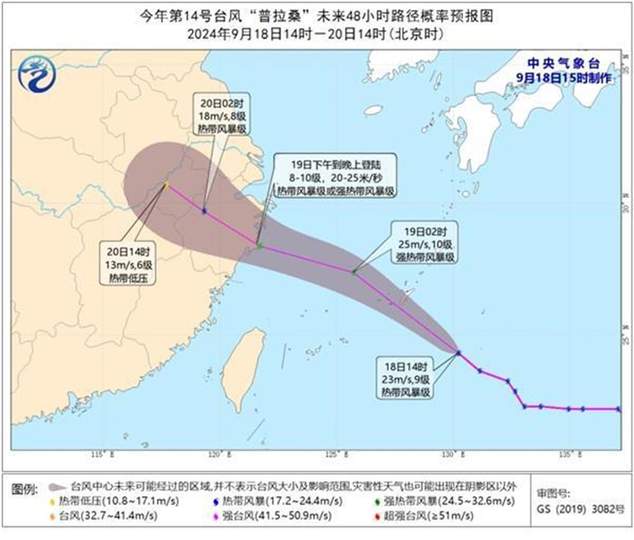 今年第14号台风“普拉桑”未来48小时路径概率预报图
2024年9月18日14时—20日14时(北京时)
中央气象台
9月18日15时制作
20日02时
18m/s,8级
热带风暴级
19日下午到晚上登陆
8-10级，20-25米/秒
热带风暴级或强热带风暴级
19日02时
25m/s,10级
强热带风暴级
20日14时
13m/s,6级
热带低压
18日14时
23m/s,9级
热带风暴级
35°N
30°N
25°N
115°E
120°E
125°E
130°E
135°E
图例:
台风中心未来可能经过的区域,并不表示台风大小及影响范围,灾害性天气也可能出现在阴影区以外
热带低压(10.8~17.1m/s)
热带风暴(17.2~24.4m/s)
强热带风暴(24.5~32.6m/s)
台风(32.7~41.4m/s)
强台风(41.5~50.9m/s)
超强台风(≥51m/s)
审图号:
GS (2019) 3082号